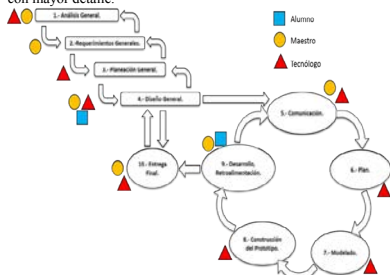 con mayor detalle.
1.- Análisis General.
Alumno
2.-Requerimientos Generales.
Maestro
3.- Planeación General.
Tecnólogo
4.- Diseño General.
5.- Comunicación.
10.- Entrega
Final.
9.- Desarrollo,
Retroalimentación.
6.- Plan.
8.- Construcción
del Prototipo.
7.- Modelado.